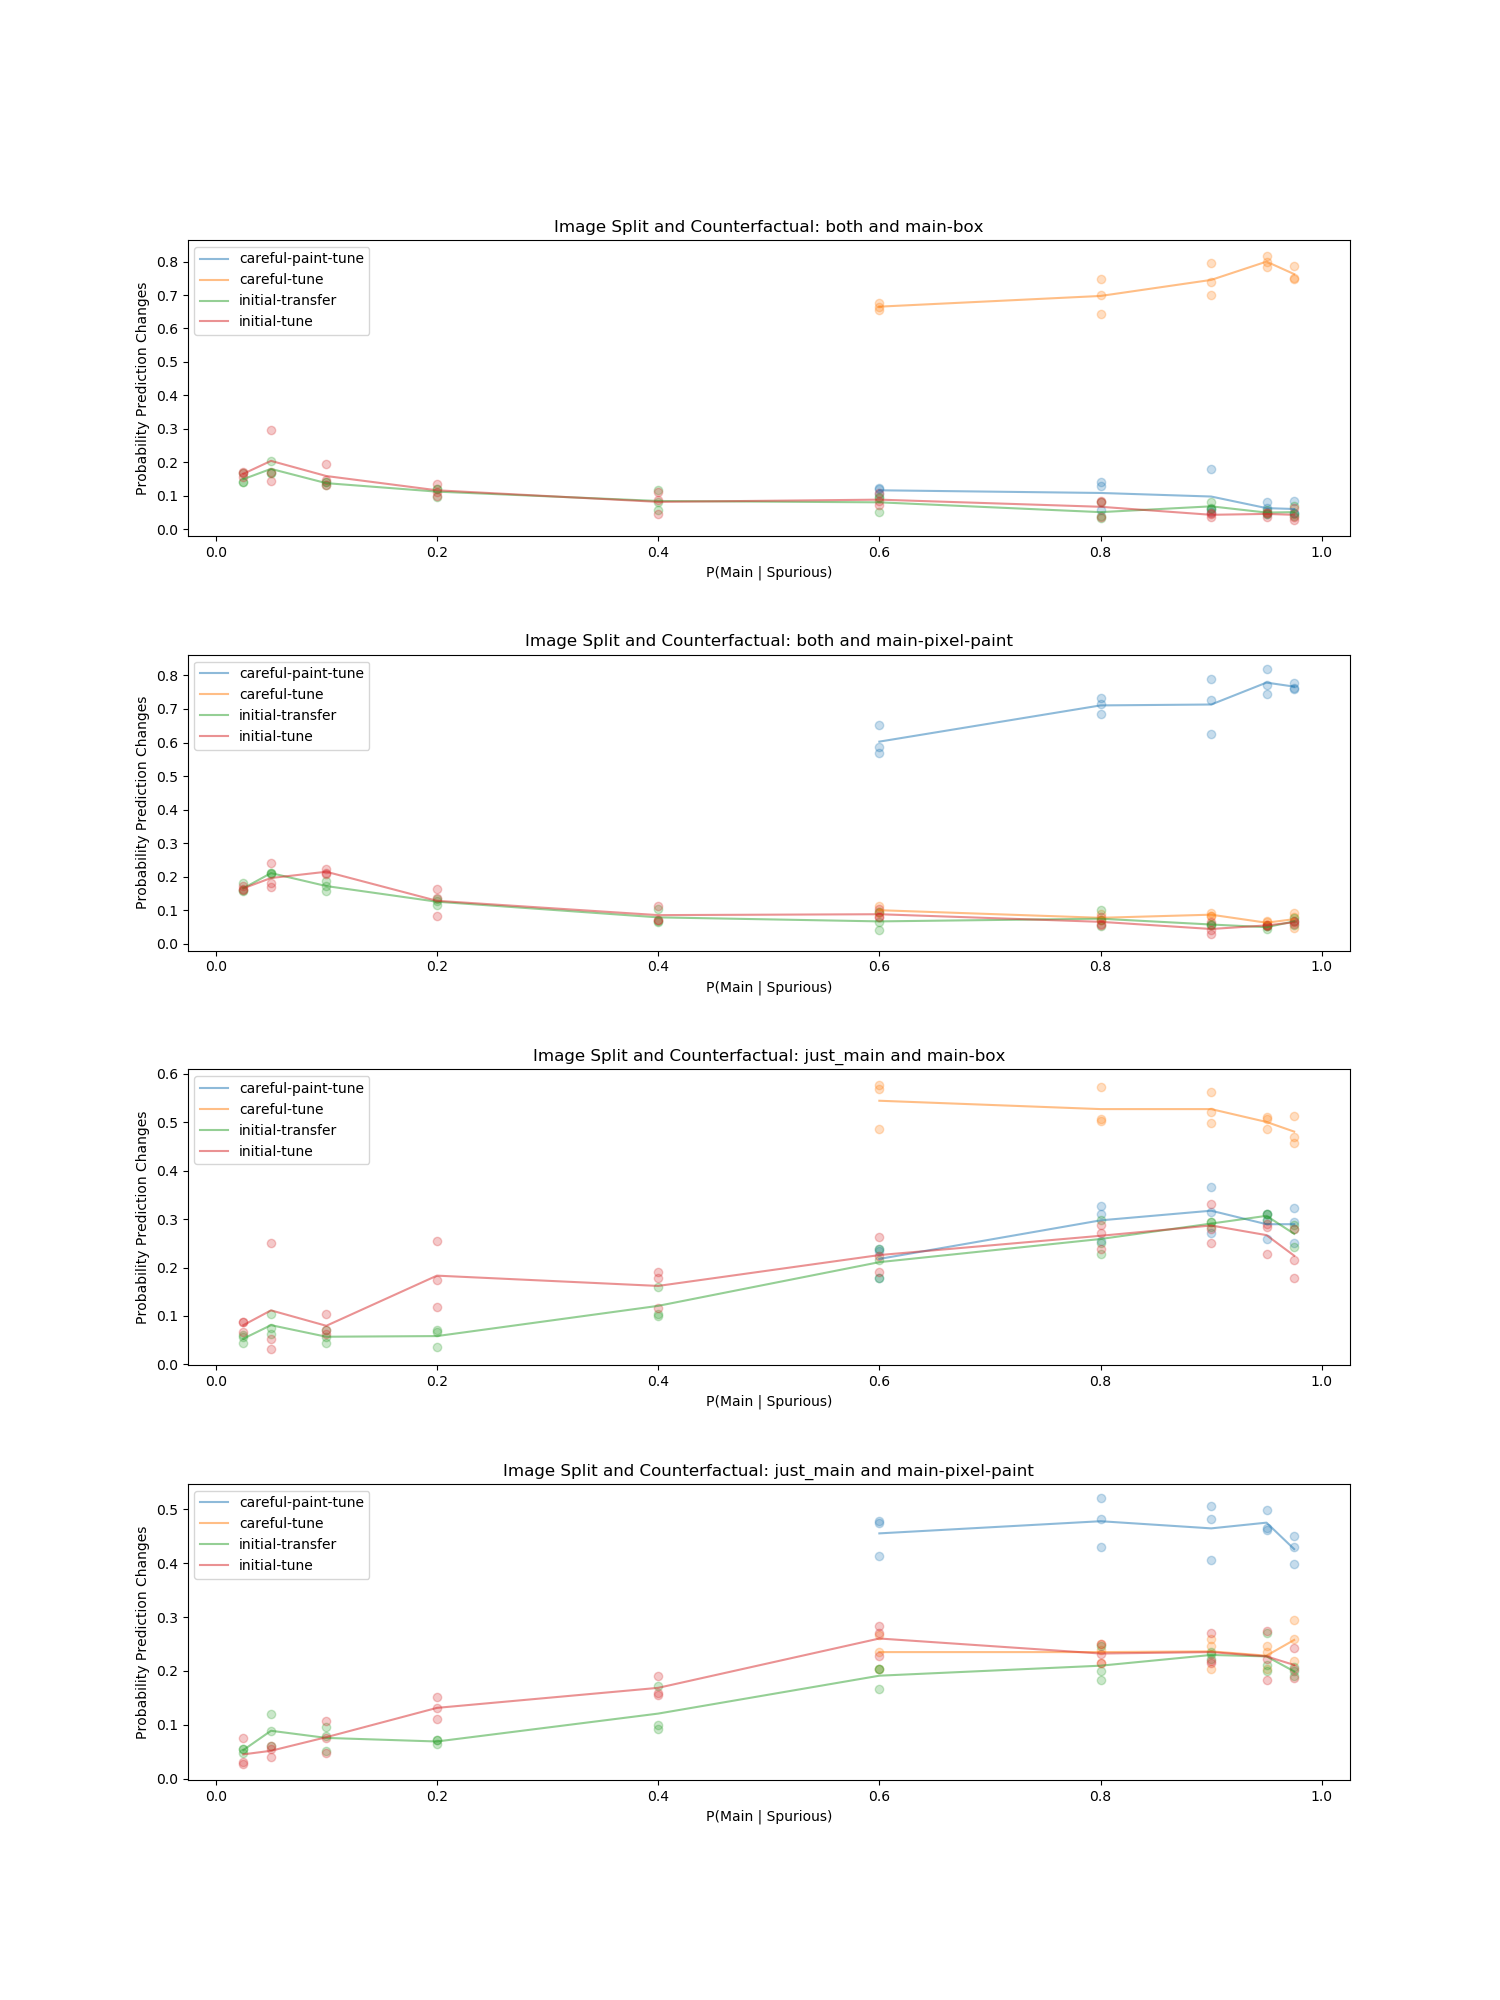 Image Split and Counterfactual: both and main-box
careful-paint-tune
careful-tune
initial-transfer
initial-tune
Probability Prediction Changes
0.8
0.7
0.6
0.5
0.4
0.3
0.2
0.1
0.0
0.0 0.2 0.4 0.6 0.8 1.0
P(Main | Spurious)
Image Split and Counterfactual: both and main-pixel-paint
careful-paint-tune
careful-tune
initial-transfer
initial-tune
Probability Prediction Changes
0.8
0.7
0.6
0.5
0.4
0.3
0.2
0.1
0.0
0.0 0.2 0.4 0.6 0.8 1.0
P(Main | Spurious)
Image Split and Counterfactual: just_main and main-box
careful-paint-tune
careful-tune
initial-transfer
initial-tune
Probability Prediction Changes
0.6
0.5
0.4
0.3
0.2
0.1
0.0
0.0 0.2 0.4 0.6 0.8 1.0
P(Main | Spurious)
Image Split and Counterfactual: just_main and main-pixel-paint
careful-paint-tune
careful-tune
initial-transfer
initial-tune
Probability Prediction Changes
0.5
0.4
0.3
0.2
0.1
0.0
0.0 0.2 0.4 0.6 0.8 1.0
P(Main | Spurious)